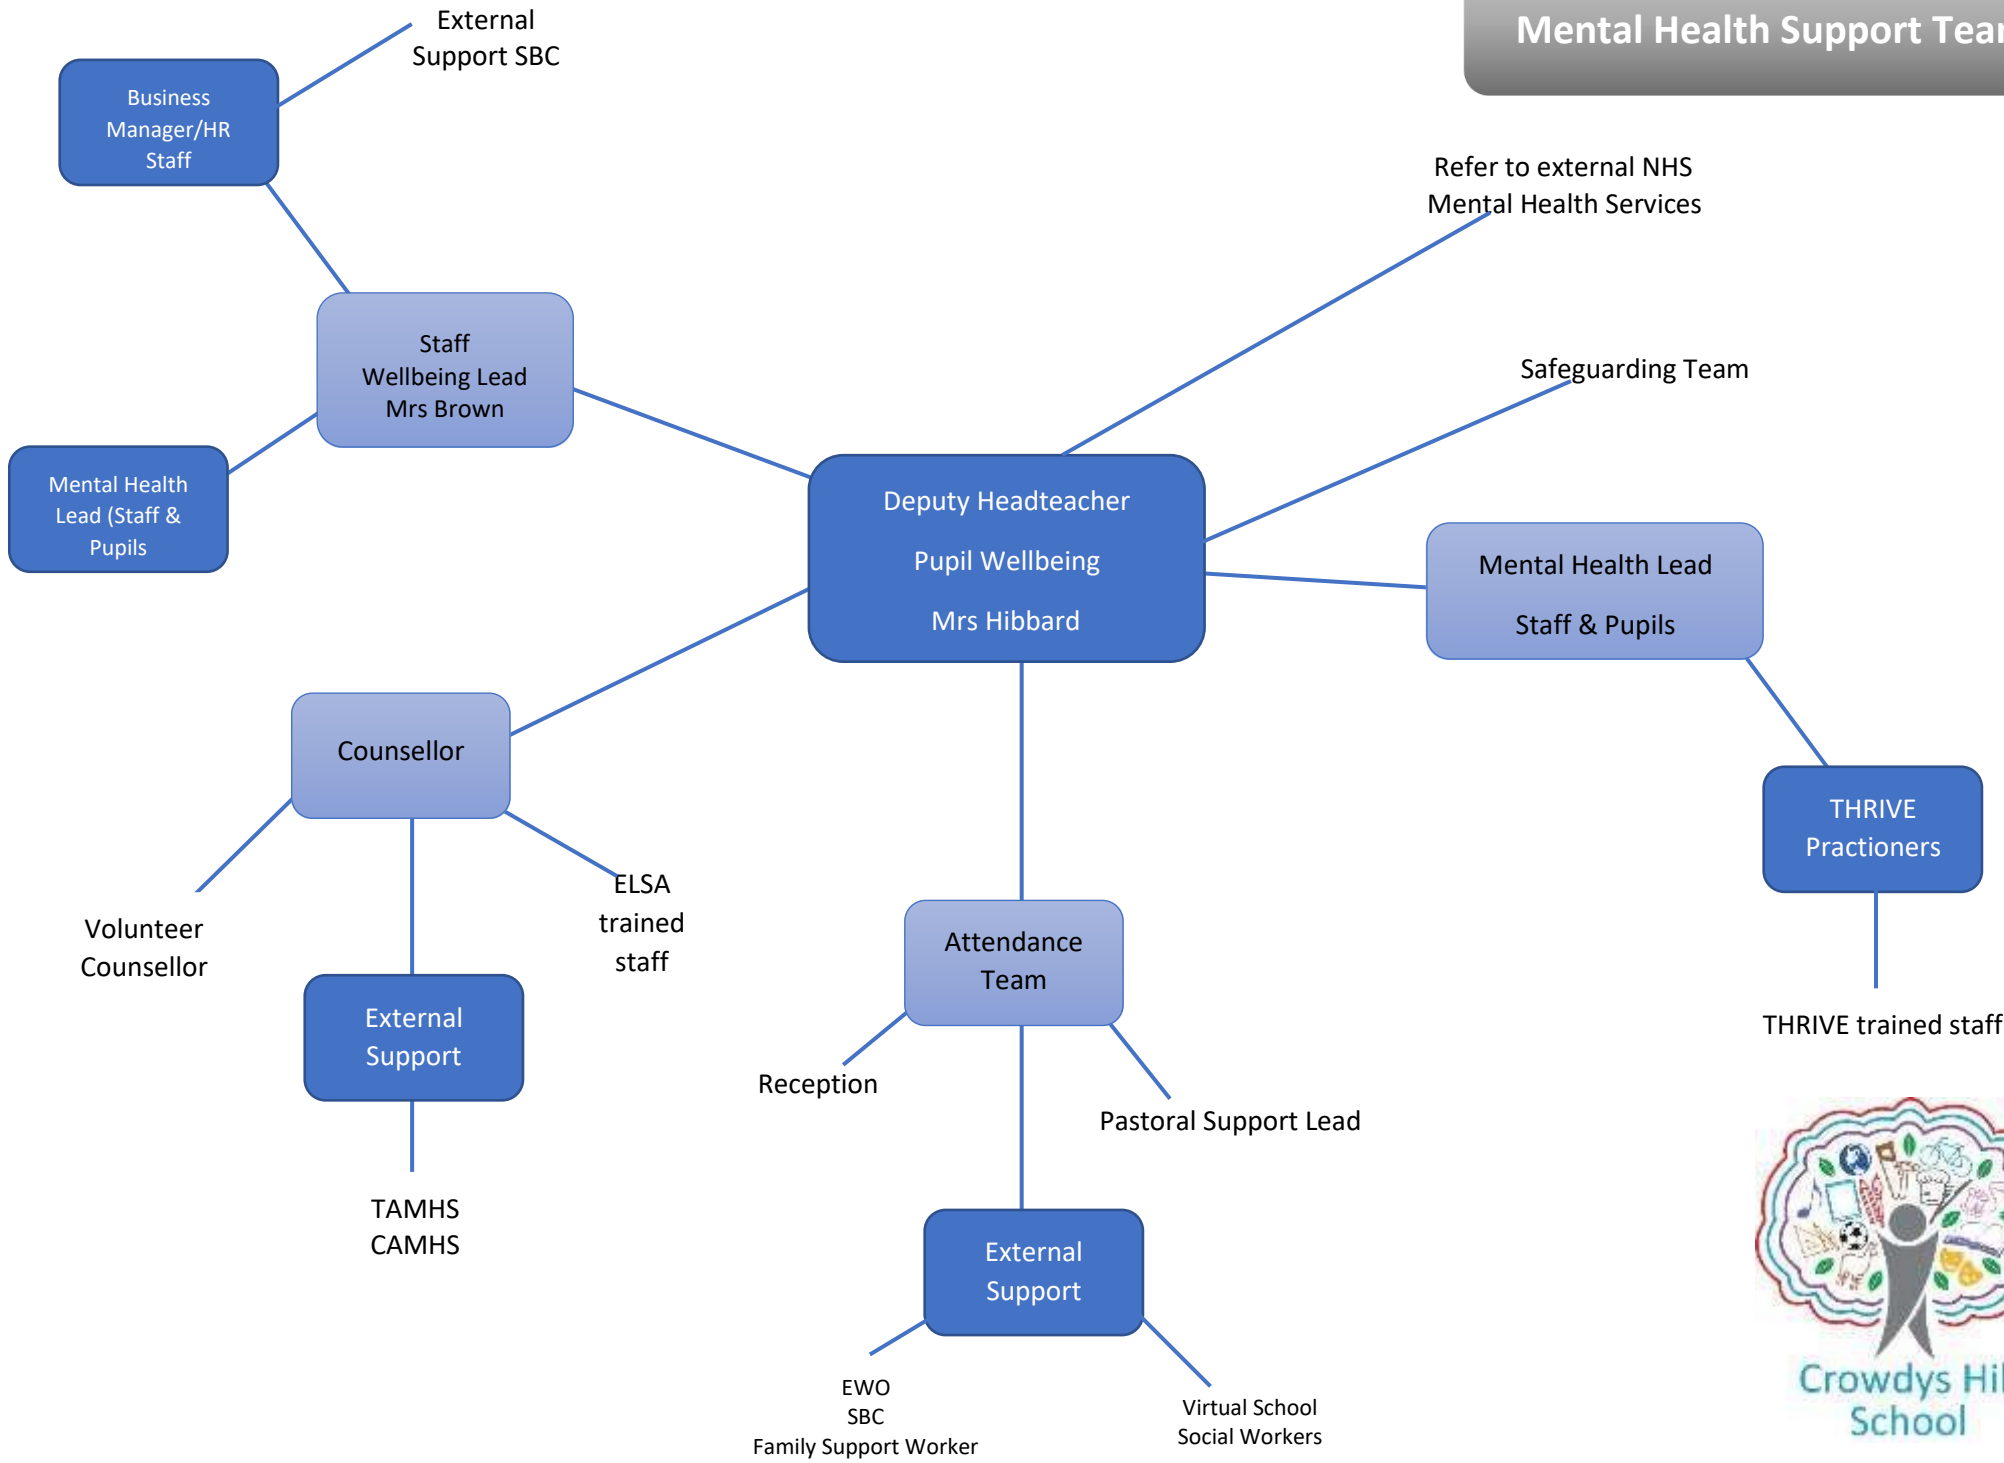 External
Support SBC
Mental Health Support Tea
Business
Manager/HR
Staff
Refer to external NHS
Mental Health Services
Staff
Wellbeing Lead
Mrs Brown
Safeguarding Team
Mental Health
Lead (Staff &
Pupils
Deputy Headteacher
Pupil Wellbeing
Mrs Hibbard
Mental Health Lead
Staff & Pupils
Counsellor
THRIVE
Practioners
Volunteer
Counsellor
ELSA
trained
staff
Attendance
Team
External
Support
THRIVE trained staff
Reception
Pastoral Support Lead
TAMHS
CAMHS
External
Support
EWO
SBC
Family Support Worker
Virtual School
Social Workers
Crowdys Hil
School